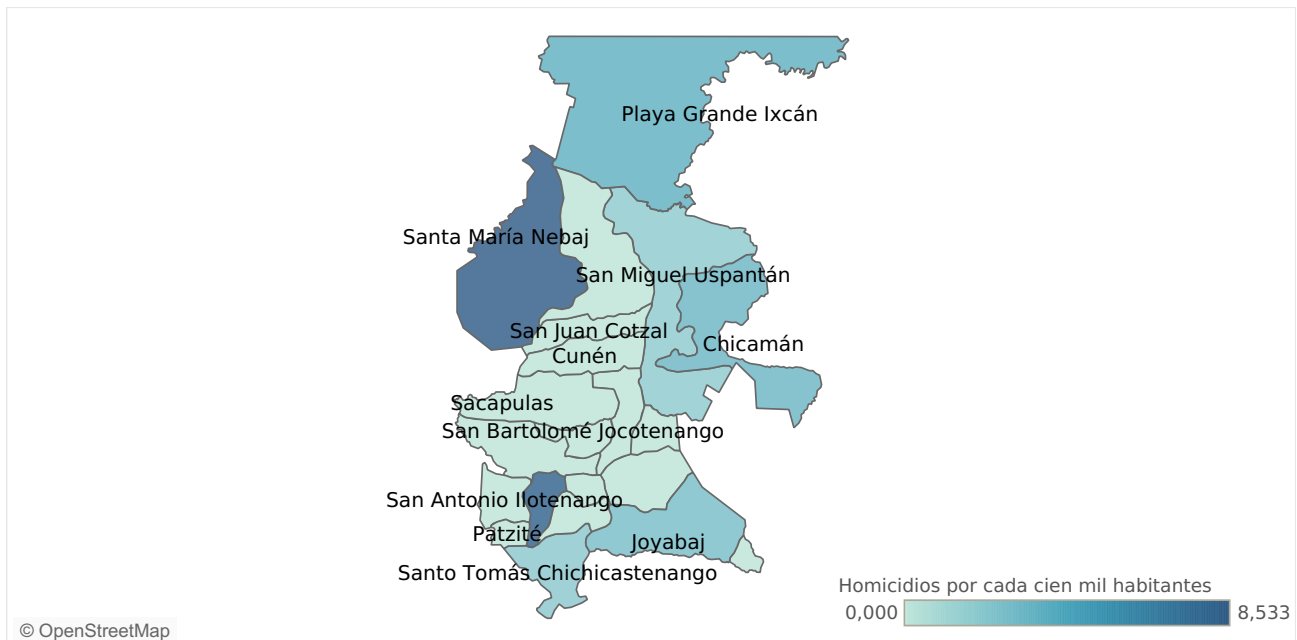 Playa Grande Ixcán
Santa María Nebaj
San Miguel Uspantán
San Juan Cotzal
Chicamán
Cunén
Sacapulas
San Bartolomé Jocotenango
San Antonio Ilotenango
Patzité
Joyabaj
Santo Tomás Chichicastenango
Homicidios por cada cien mil habitantes
0,000 8,533
© OpenStreetMap